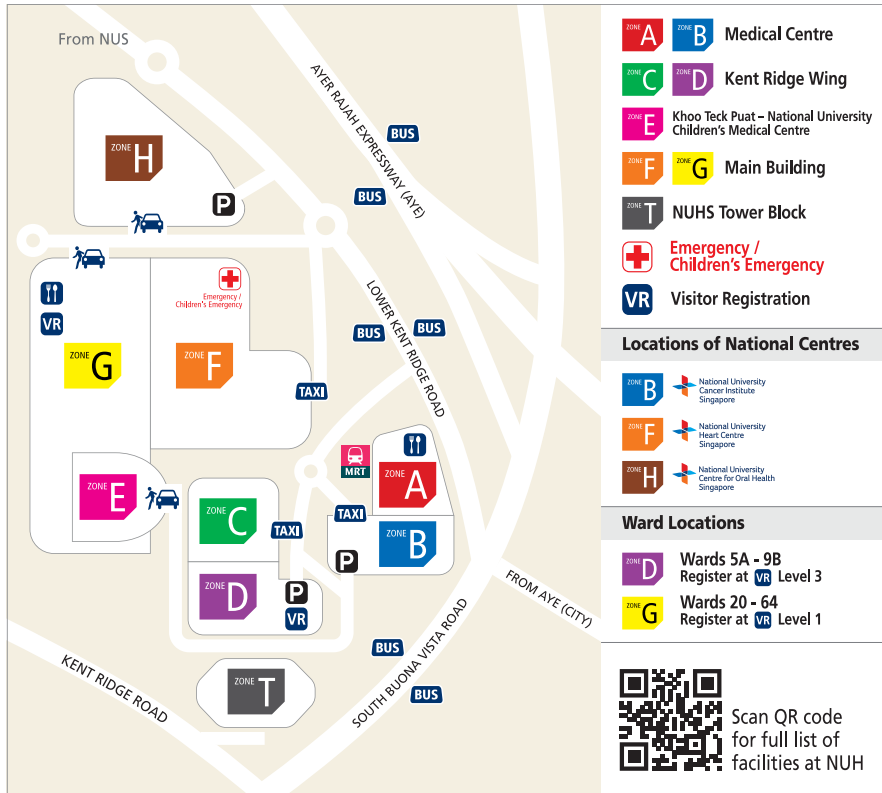 From NUS
AYER RAJAH EXPRESSWAY (AYE)
BUS
BUS
ZONE H
P
Emergency /
Children's Emergency
VR
ZONE G
ZONE F
TAXI
LOWER KENT RIDGE ROAD
BUS
BUS
MRT
ZONE A
ZONE E
ZONE C
TAXI
TAXI
ZONE B
P
ZONE D
P
VR
FROM AYE (CITY)
KENT RIDGE ROAD
ZONE T
BUS
BUS
SOUTH BUONA VISTA ROAD
ZONE A ZONE B Medical Centre
ZONE C ZONE D Kent Ridge Wing
ZONE E Khoo Teck Puat – National University
Children's Medical Centre
ZONE F ZONE G Main Building
ZONE T NUHS Tower Block
Emergency /
Children's Emergency
VR Visitor Registration
Locations of National Centres
ZONE B National University
Cancer Institute
Singapore
ZONE F National University
Heart Centre
Singapore
ZONE H National University
Centre for Oral Health
Singapore
Ward Locations
ZONE D Wards 5A - 9B
Register at VR Level 3
ZONE G Wards 20 - 64
Register at VR Level 1
Scan QR code
for full list of
facilities at NUH